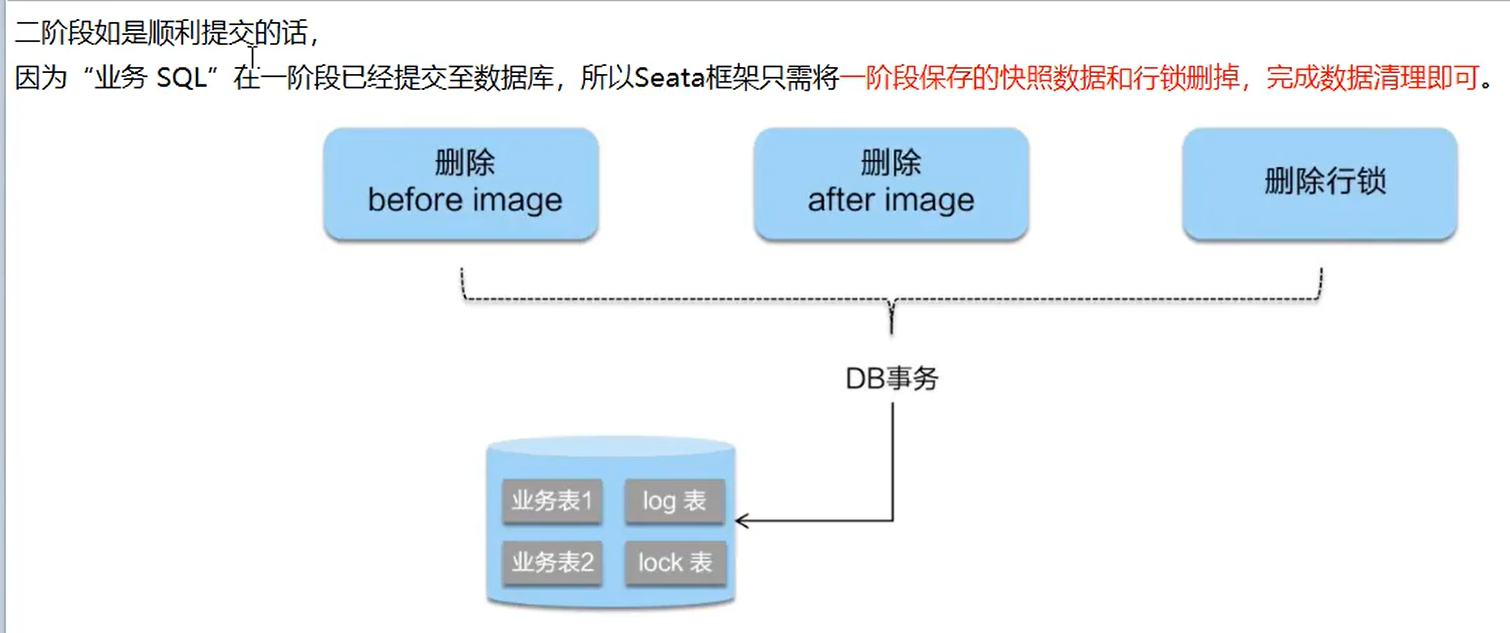 二阶段如是顺利提交的话，
因为“业务 SQL”在一阶段已经提交至数据库，所以Seata框架只需将一阶段保存的快照数据和行锁删掉，完成数据清理即可。
删除
before image
删除
after image
删除行锁
DB事务
业务表1
log 表
业务表2
lock 表